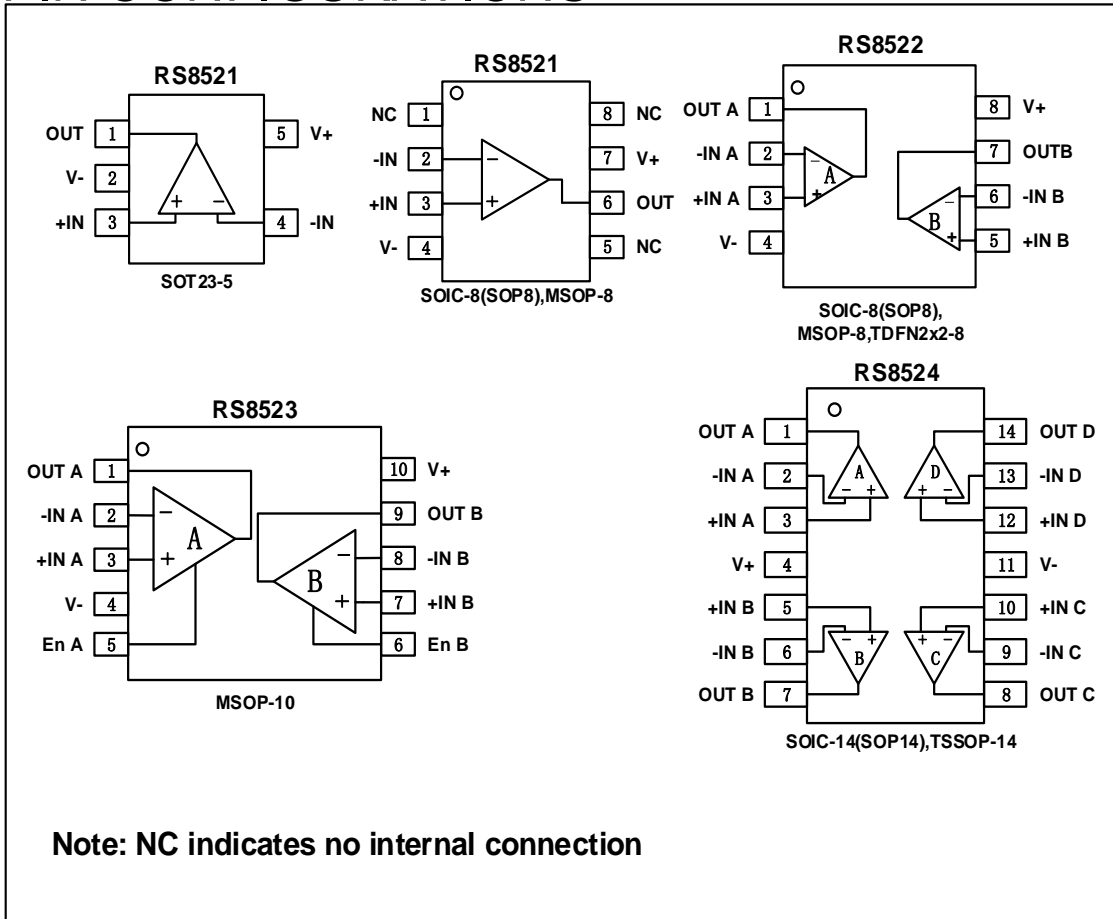 PIN CONFIGURATIONS
RS8521
OUT 1
V- 2
+IN 3
5 V+
4 -IN
+ −
SOT23-5
RS8521
NC 1
-IN 2
+IN 3
V- 4
8 NC
7 V+
6 OUT
5 NC
−
+
SOIC-8(SOP8),MSOP-8
RS8522
OUT A 1
-IN A 2
+IN A 3
V- 4
8 V+
7 OUTB
6 -IN B
5 +IN B
−
A
+
−
B
+
SOIC-8(SOP8),
MSOP-8,TDFN2x2-8
RS8523
OUT A 1
-IN A 2
+IN A 3
V- 4
En A 5
10 V+
9 OUT B
8 -IN B
7 +IN B
6 En B
−
A
+
−
B
+
MSOP-10
RS8524
OUT A 1
-IN A 2
+IN A 3
V+ 4
+IN B 5
-IN B 6
OUT B 7
14 OUT D
13 -IN D
12 +IN D
11 V-
10 +IN C
9 -IN C
8 OUT C
A
− +
D
+ −
− +
B
+ −
C
SOIC-14(SOP14),TSSOP-14
Note: NC indicates no internal connection